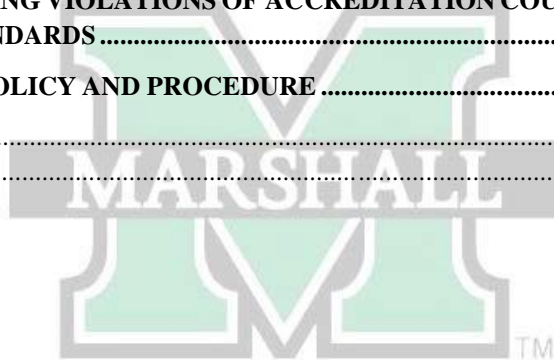 NG VIOLATIONS OF ACCREDITATION COU
NDARDS ................................................................
OLICY AND PROCEDURE ........................................
................................................................................
................................................................................
MARSHALL
TM